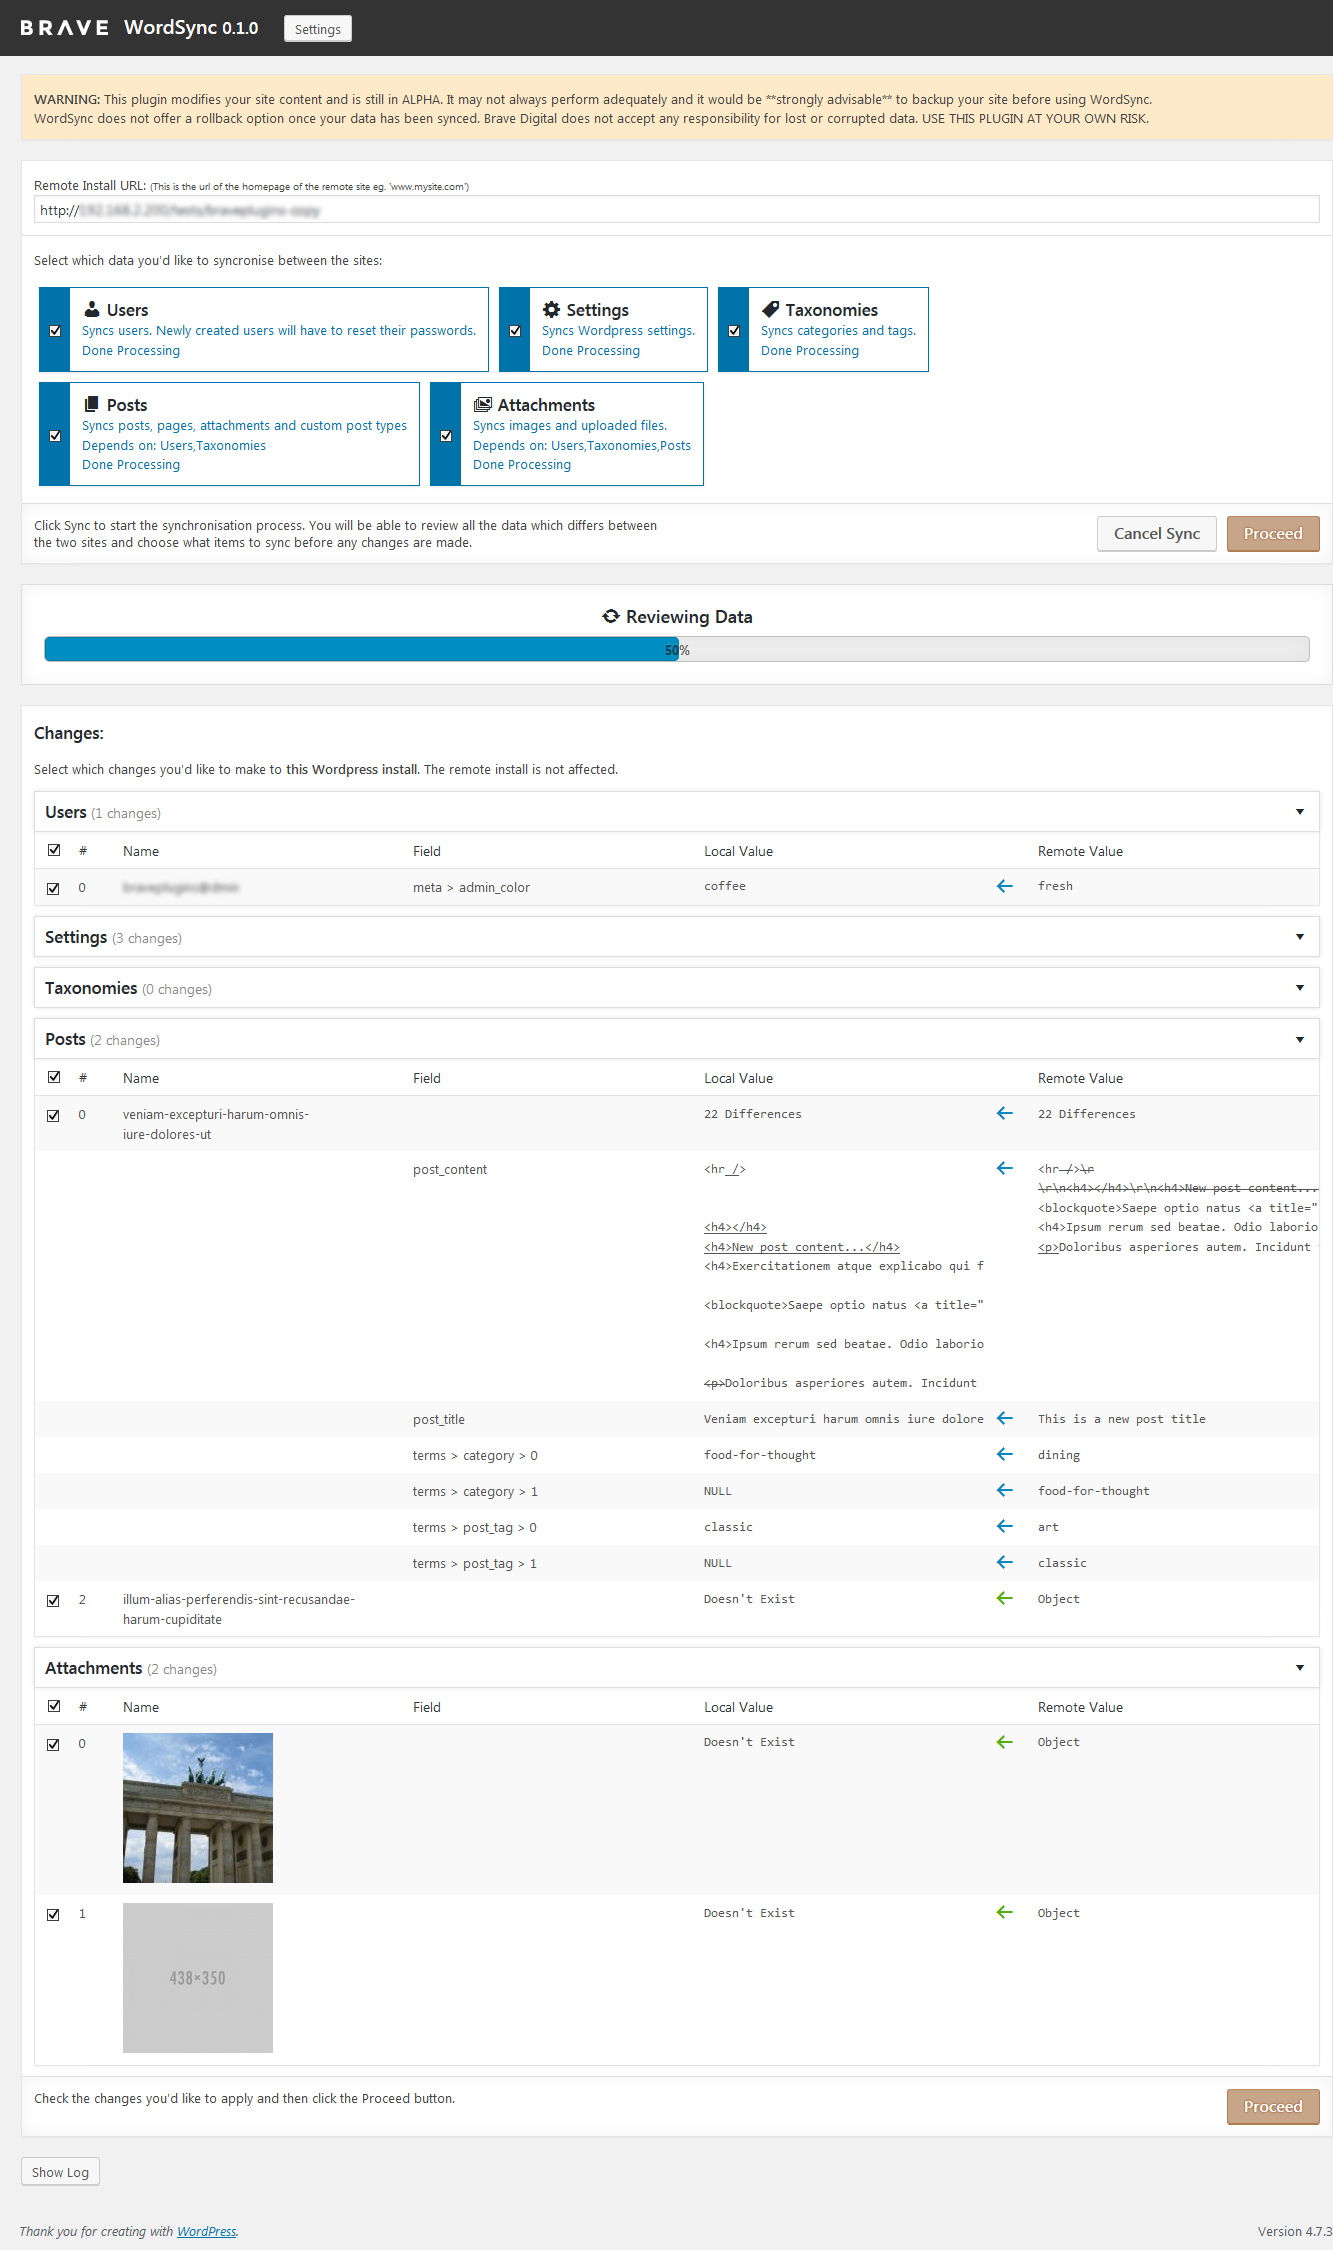 BRAVE WordSync 0.1.0 Settings
WARNING: This plugin modifies your site content and is still in ALPHA. It may not always perform adequately and it would be **strongly advisable** to backup your site before using WordSync.
WordSync does not offer a rollback option once your data has been synced. Brave Digital does not accept any responsibility for lost or corrupted data. USE THIS PLUGIN AT YOUR OWN RISK.
Remote Install URL: (This is the url of the homepage of the remote site eg. 'www.mysite.com')
http://
Select which data you'd like to syncronise between the sites:
Users
Syncs users. Newly created users will have to reset their passwords.
Done Processing
Settings
Syncs Wordpress settings.
Done Processing
Taxonomies
Syncs categories and tags.
Done Processing
Posts
Syncs posts, pages, attachments and custom post types
Depends on: Users,Taxonomies
Done Processing
Attachments
Syncs images and uploaded files.
Depends on: Users,Taxonomies,Posts
Done Processing
Click Sync to start the synchronisation process. You will be able to review all the data which differs between
the two sites and choose what items to sync before any changes are made.
Cancel Sync Proceed
Reviewing Data
50%
Changes:
Select which changes you'd like to make to this Wordpress install. The remote install is not affected.
Users (1 changes)
# Name Field Local Value Remote Value
0 meta > admin_color coffee fresh
Settings (3 changes)
Taxonomies (0 changes)
Posts (2 changes)
# Name Field Local Value Remote Value
0 veniam-excepturi-harum-omnis- 22 Differences 22 Differences
iure-dolores-ut
post_content
<hr />
<h4></h4>
<h4>New post content...</h4>
<h4>Exercitationem atque explicabo qui f
<blockquote>Saepe optio natus <a title="
<h4>Ipsum rerum sed beatae. Odio laborio
<p>Doloribus asperiores autem. Incidunt
<hr />\r
\r\n<h4></h4>\r\n<h4>New post content...
<blockquote>Saepe optio natus <a title="
<h4>Ipsum rerum sed beatae. Odio laborio
<p>Doloribus asperiores autem. Incidunt
post_title Veniam excepturi harum omnis iure dolore This is a new post title
terms > category > 0 food-for-thought dining
terms > category > 1 NULL food-for-thought
terms > post_tag > 0 classic art
terms > post_tag > 1 NULL classic
2 illum-alias-perferendis-sint-recusandae- Doesn't Exist Object
harum-cupiditate
Attachments (2 changes)
# Name Field Local Value Remote Value
0 Doesn't Exist Object
1 Doesn't Exist Object
438×350
Check the changes you'd like to apply and then click the Proceed button.
Proceed
Show Log
Thank you for creating with WordPress.
Version 4.7.3